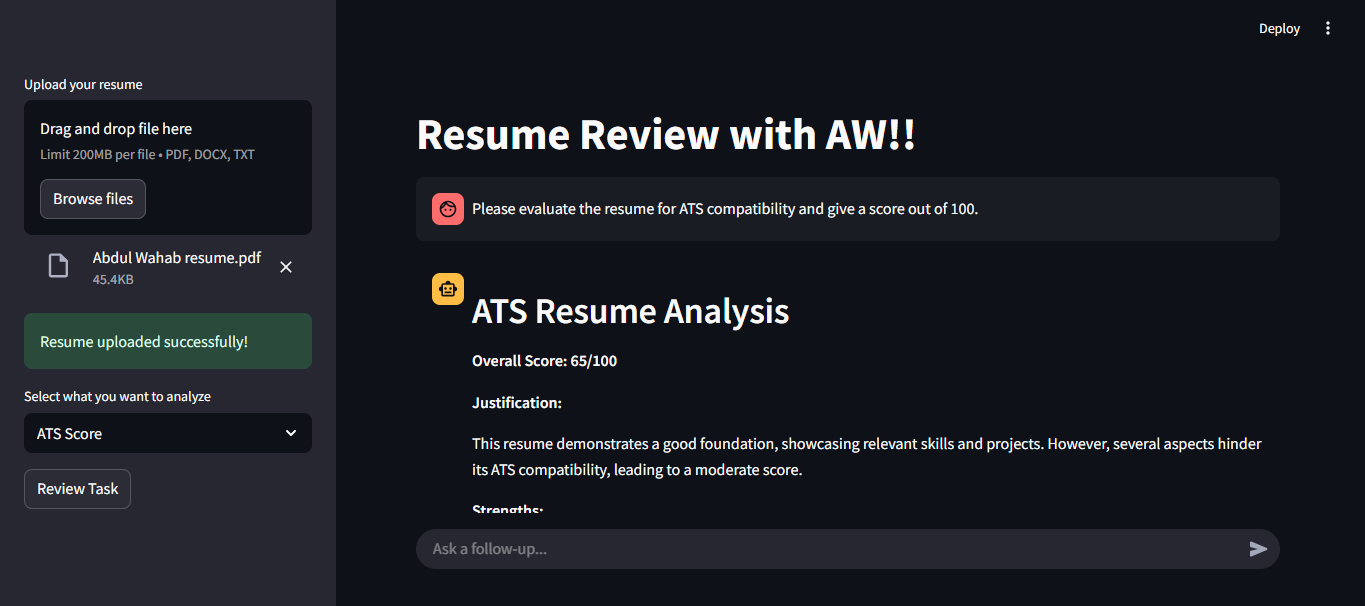 Deploy
Upload your resume
Drag and drop file here
Limit 200MB per file • PDF, DOCX, TXT
Browse files
Abdul Wahab resume.pdf
45.4KB
Resume uploaded successfully!
Select what you want to analyze
ATS Score
Review Task
Resume Review with AW!!
Please evaluate the resume for ATS compatibility and give a score out of 100.
ATS Resume Analysis
Overall Score: 65/100
Justification:
This resume demonstrates a good foundation, showcasing relevant skills and projects. However, several aspects hinder
its ATS compatibility, leading to a moderate score.
Strengths:
Ask a follow-up...